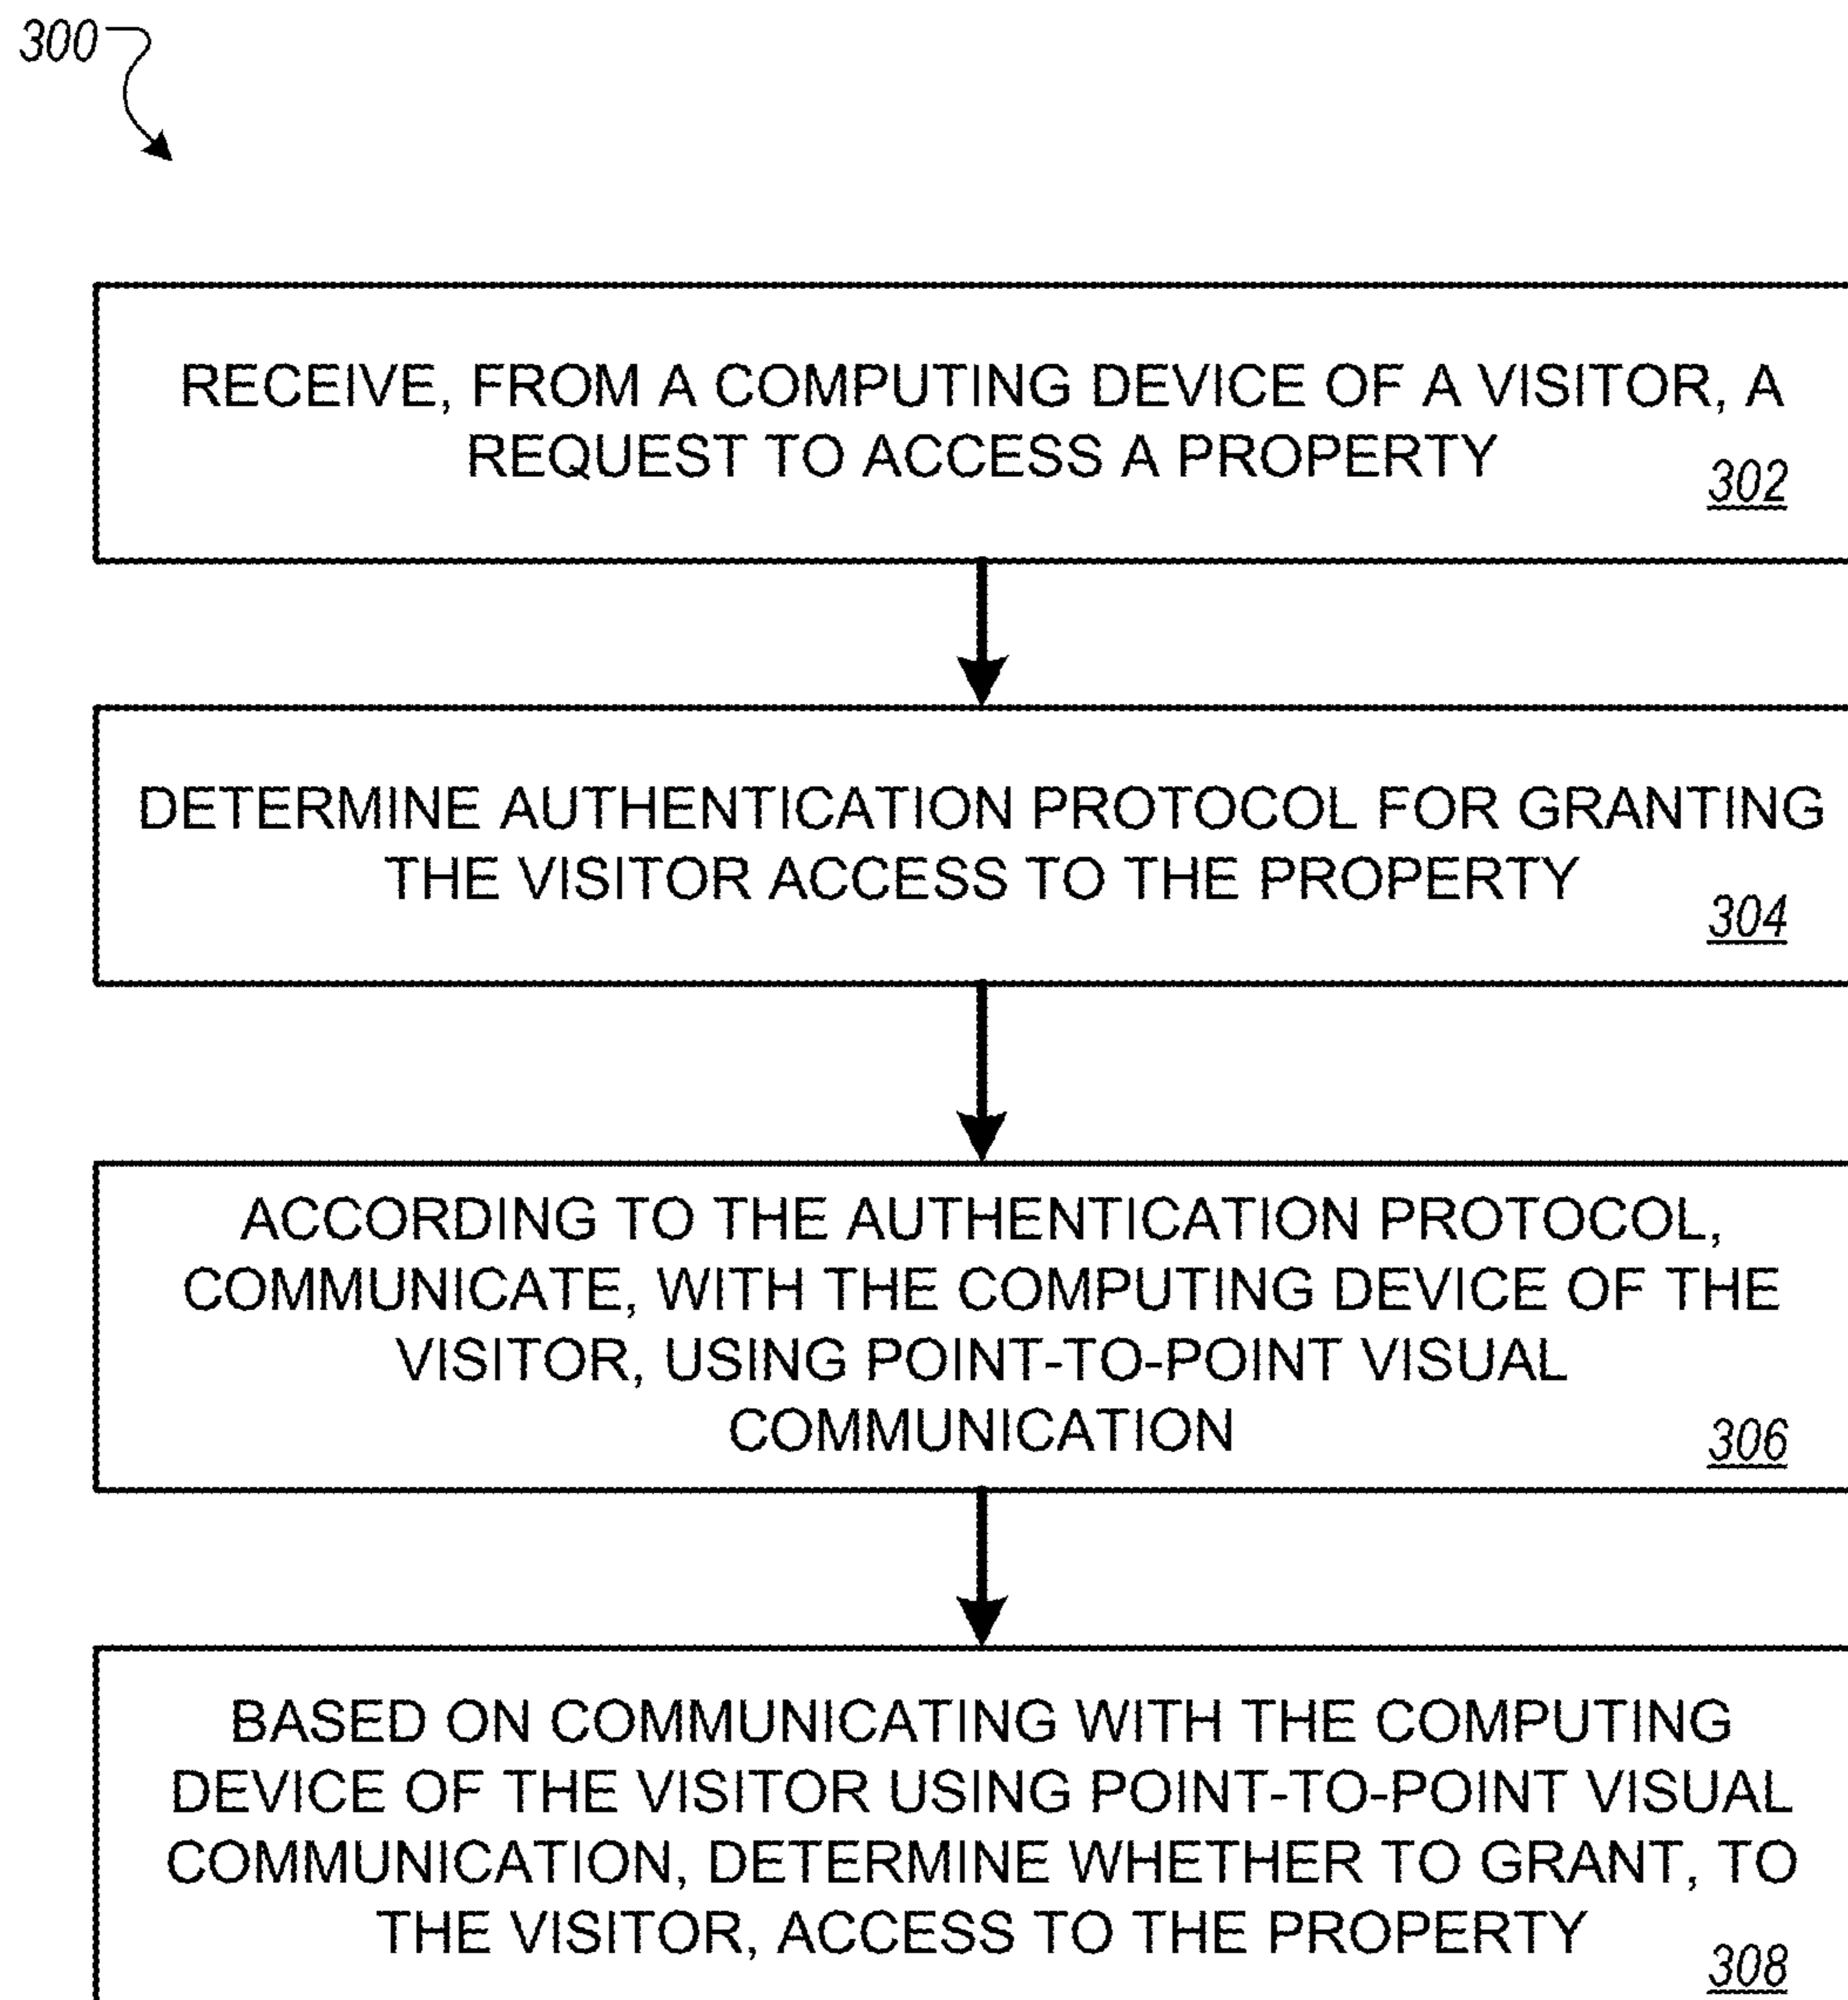 300
RECEIVE, FROM A COMPUTING DEVICE OF A VISITOR, A
REQUEST TO ACCESS A PROPERTY
302
DETERMINE AUTHENTICATION PROTOCOL FOR GRANTING
THE VISITOR ACCESS TO THE PROPERTY
304
ACCORDING TO THE AUTHENTICATION PROTOCOL,
COMMUNICATE, WITH THE COMPUTING DEVICE OF THE
VISITOR, USING POINT-TO-POINT VISUAL
COMMUNICATION
306
BASED ON COMMUNICATING WITH THE COMPUTING
DEVICE OF THE VISITOR USING POINT-TO-POINT VISUAL
COMMUNICATION, DETERMINE WHETHER TO GRANT, TO
THE VISITOR, ACCESS TO THE PROPERTY
308